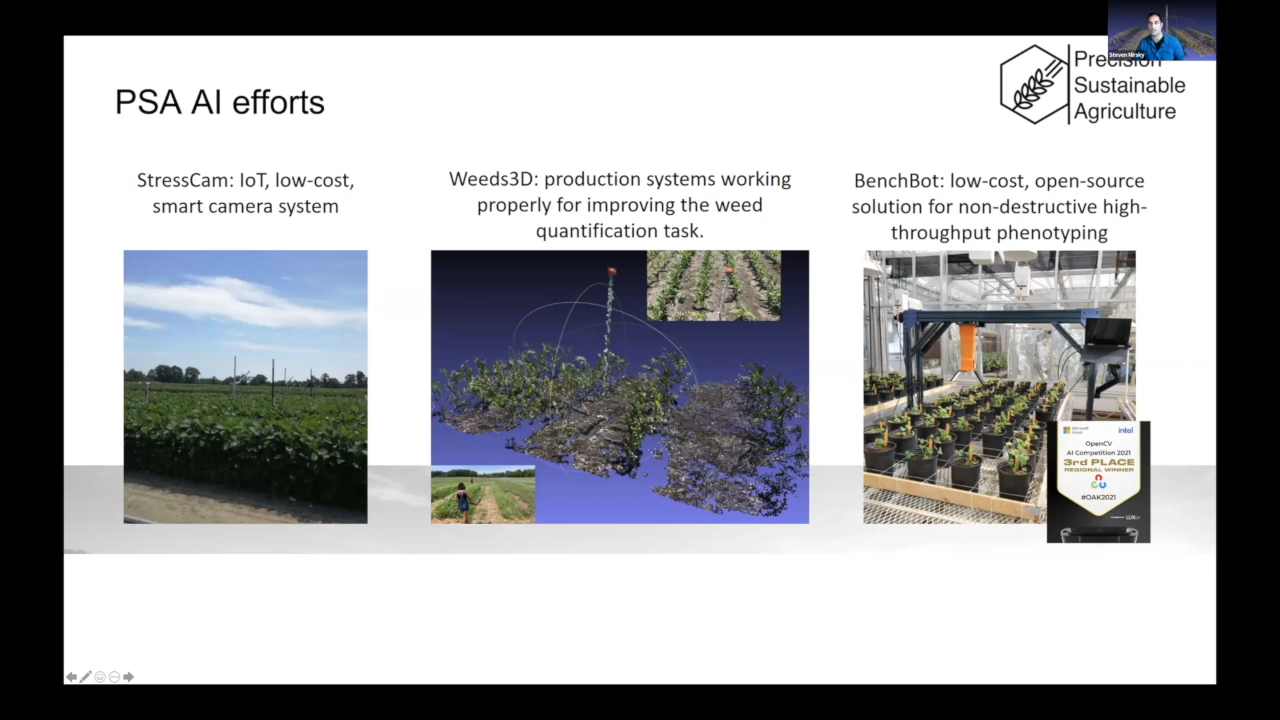 Steven Mirsky
Precision
Sustainable
Agriculture
PSA AI efforts
StressCam: IoT, low-cost,
smart camera system
Weeds3D: production systems working
properly for improving the weed
quantification task.
BenchBot: low-cost, open-source
solution for non-destructive high-
throughput phenotyping
Microsoft
Azure
intel
OpenCV
AI Competition 2021
3rd PLACE
REGIONAL WINNER
#OAK2021